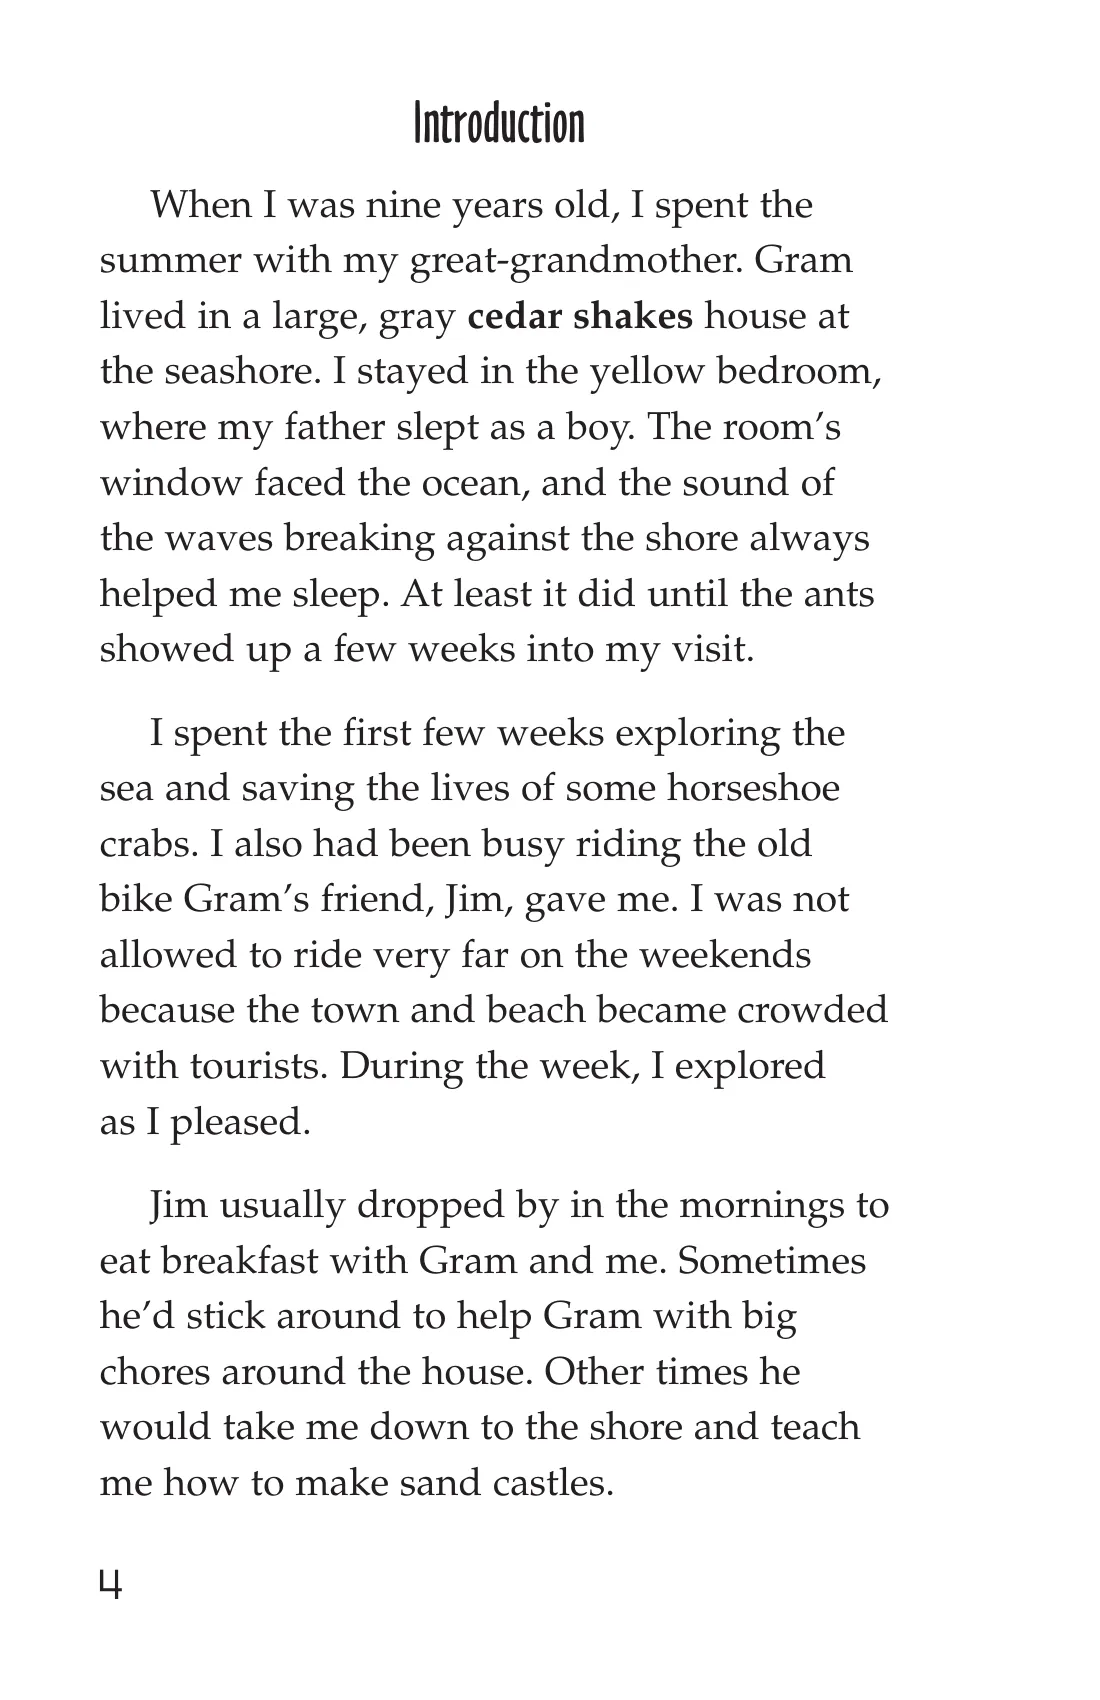 Introduction
When I was nine years old, I spent the
summer with my great-grandmother. Gram
lived in a large, gray cedar shakes house at
the seashore. I stayed in the yellow bedroom,
where my father slept as a boy. The room’s
window faced the ocean, and the sound of
the waves breaking against the shore always
helped me sleep. At least it did until the ants
showed up a few weeks into my visit.
I spent the first few weeks exploring the
sea and saving the lives of some horseshoe
crabs. I also had been busy riding the old
bike Gram’s friend, Jim, gave me. I was not
allowed to ride very far on the weekends
because the town and beach became crowded
with tourists. During the week, I explored
as I pleased.
Jim usually dropped by in the mornings to
eat breakfast with Gram and me. Sometimes
he’d stick around to help Gram with big
chores around the house. Other times he
would take me down to the shore and teach
me how to make sand castles.
4